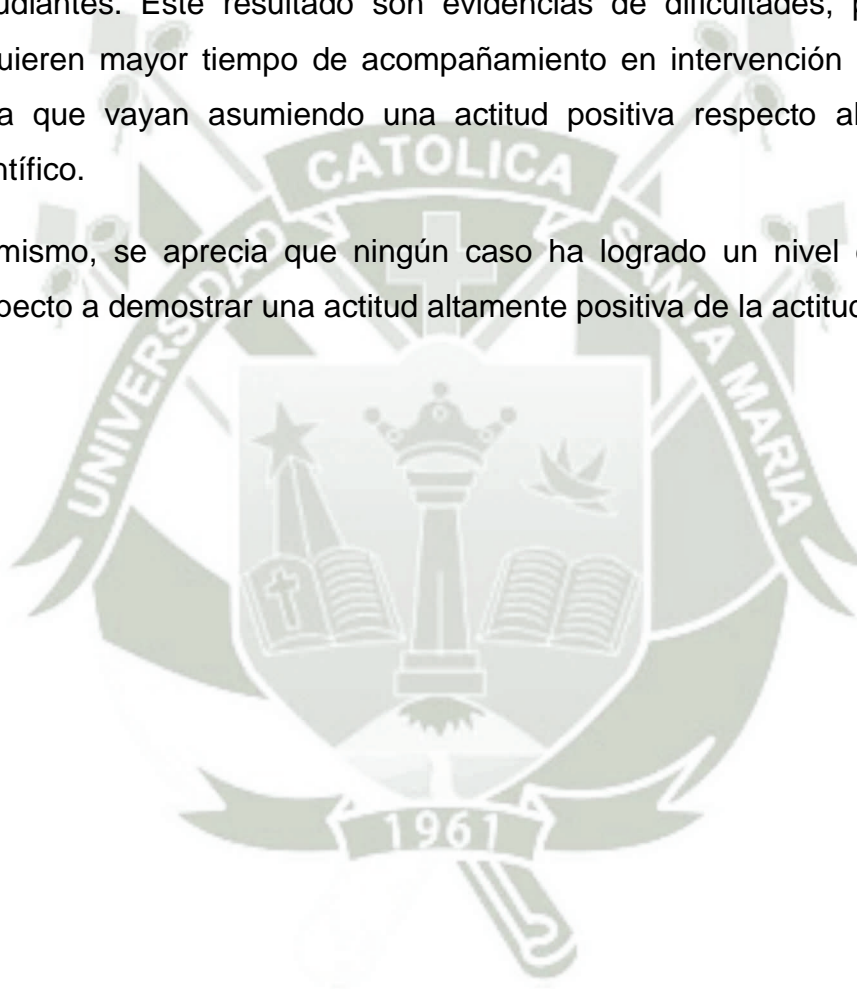 udiantes. Este resultado son evidencias de dificultades, p
uieren mayor tiempo de acompañamiento en intervención
a que vayan asumiendo una actitud positiva respecto al
ntífico.
mismo, se aprecia que ningún caso ha logrado un nivel
pecto a demostrar una actitud altamente positiva de la actitud
UNIVERSIDAD CATOLICA SANTA MARIA
1961